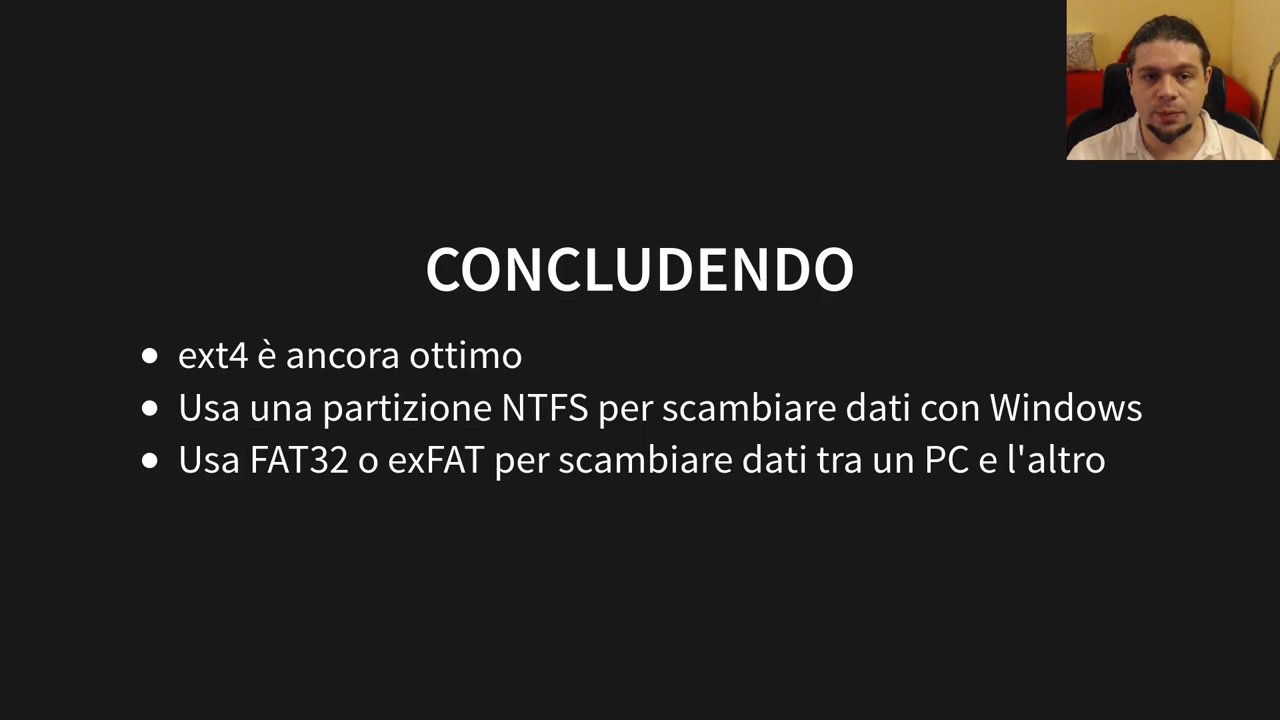 CONCLUDENDO
ext4 è ancora ottimo
Usa una partizione NTFS per scambiare dati con Windows
Usa FAT32 o exFAT per scambiare dati tra un PC e l'altro